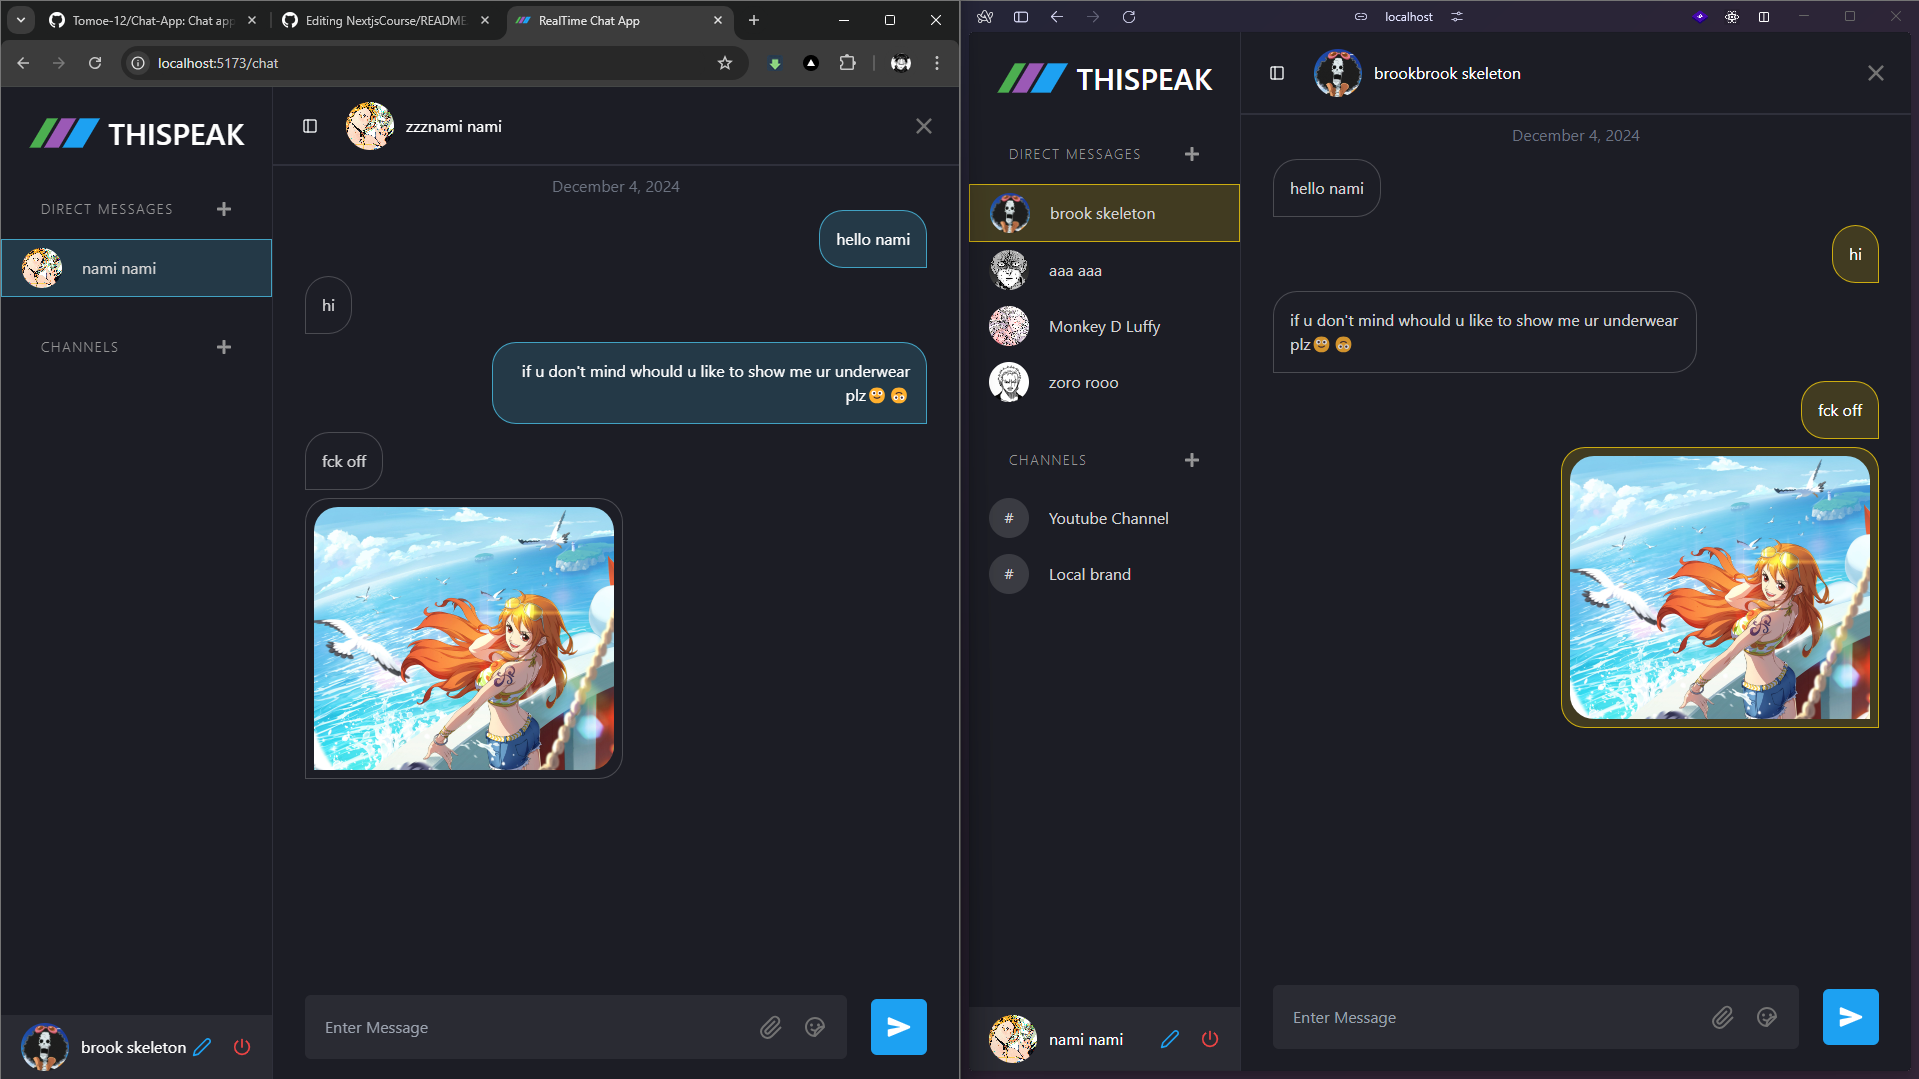 Tomoe-12/Chat-App: Chat app
Editing NextjsCourse/README.
RealTime Chat App
localhost:5173/chat
THISPEAK
DIRECT MESSAGES
nami nami
CHANNELS
brook skeleton
zzznami nami
December 4, 2024
hello nami
hi
if u don't mind whould u like to show me ur underwear
plz🙂 🙃
fck off
Enter Message
localhost
THISPEAK
DIRECT MESSAGES
brook skeleton
aaa aaa
Monkey D Luffy
zoro rooo
CHANNELS
# Youtube Channel
# Local brand
nami nami
brookbrook skeleton
December 4, 2024
hello nami
hi
if u don't mind whould u like to show me ur underwear
plz🙂 🙃
fck off
Enter Message